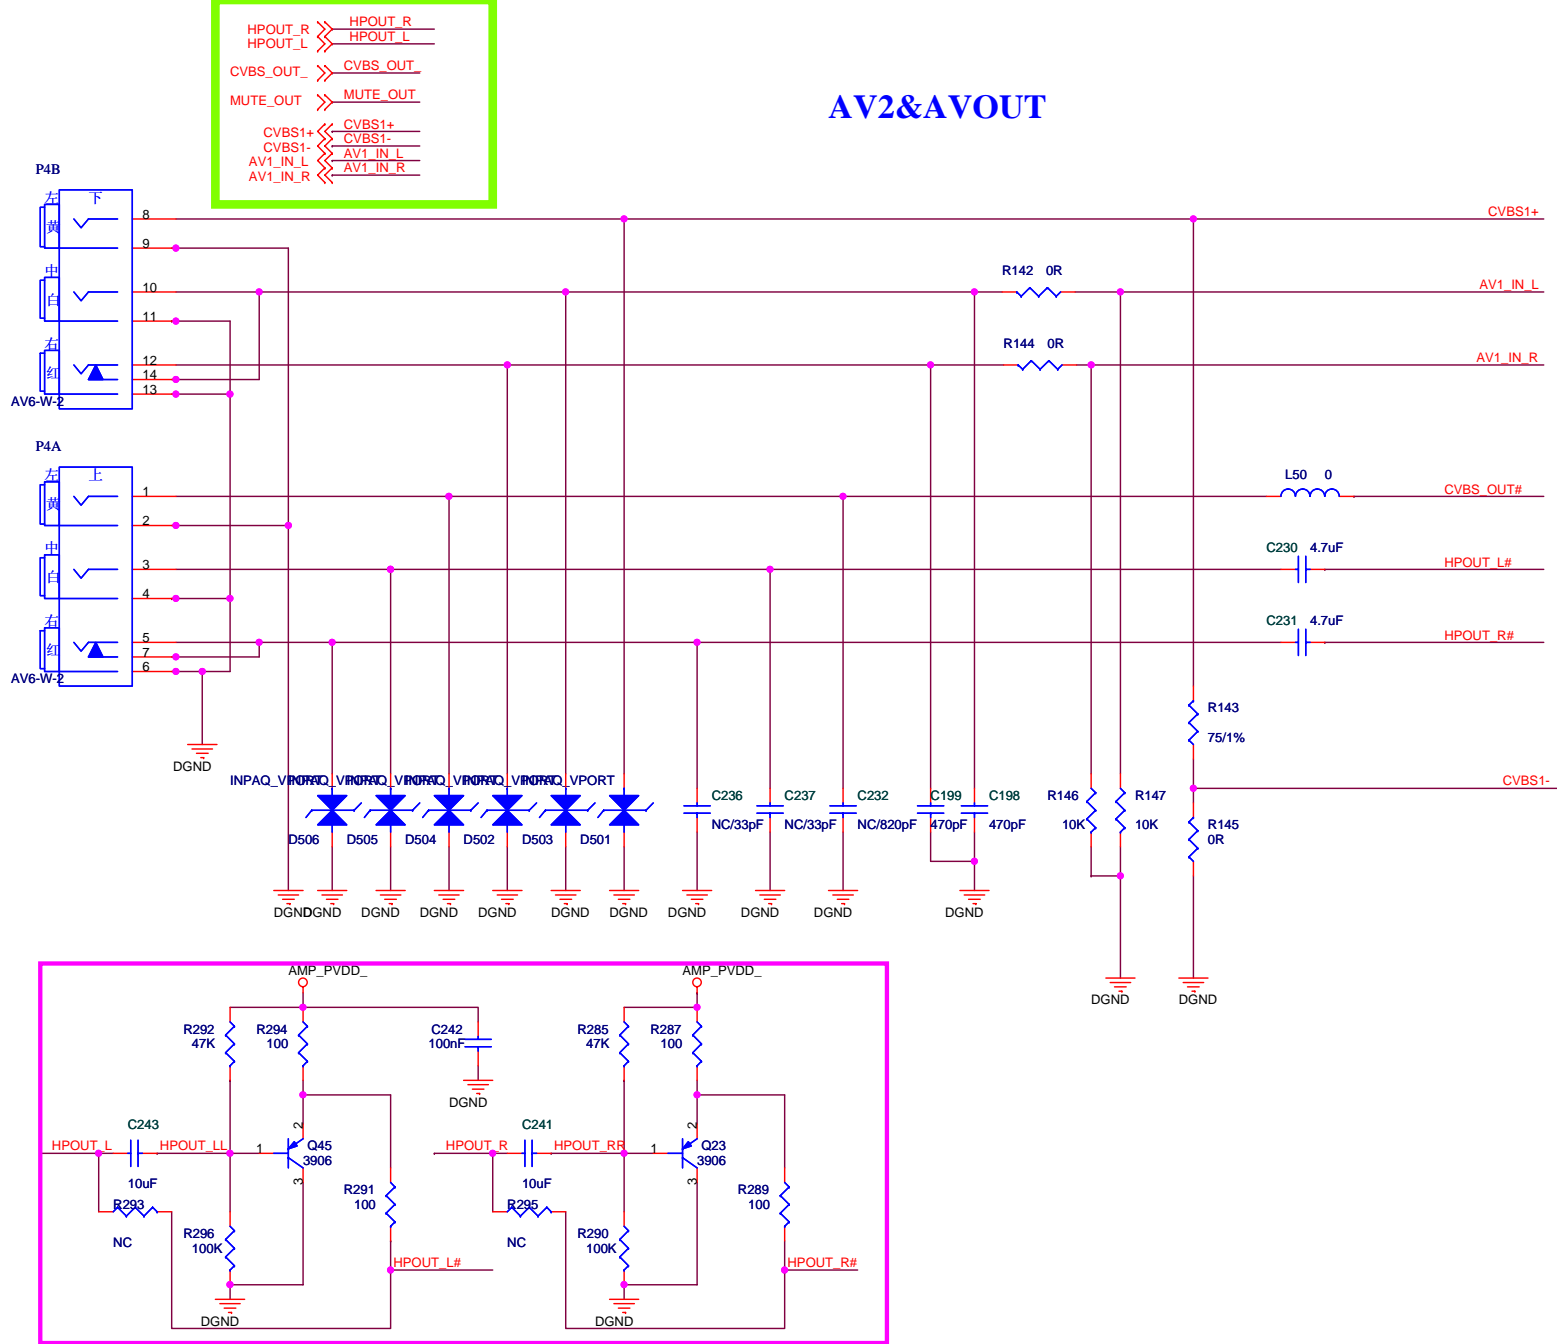 HPOUT_R HPOUT_R
HPOUT_L HPOUT_L
CVBS_OUT_ CVBS_OUT_
MUTE_OUT MUTE_OUT
CVBS1+ CVBS1+
CVBS1- CVBS1-
AV1_IN_L AV1_IN_L
AV1_IN_R AV1_IN_R
AV2&AVOUT
P4B
左 下
黄
8
9
CVBS1+
中
白
10
11
R142 0R
AV1_IN_L
右
红
12
14
13
R144 0R
AV1_IN_R
AV6-W-2
P4A
左 上
黄
1
2
L50 0
CVBS_OUT#
中
白
3
4
C230 4.7uF
HPOUT_L#
右
红
5
7
6
C231 4.7uF
HPOUT_R#
AV6-W-2
DGND
R143
75/1%
CVBS1-
INPAQ_VPORT INPAQ_VPORT INPAQ_VPORT INPAQ_VPORT
D506 D505 D504 D502 D503 D501
C236 C237 C232 C199 C198
NC/33pF NC/33pF NC/820pF 470pF 470pF
R146 R147
10K 10K
R145
0R
DGND DGND DGND DGND DGND DGND DGND DGND DGND DGND DGND
DGND DGND
AMP_PVDD_ AMP_PVDD_
R292 R294 C242 R285 R287
47K 100 100nF 47K 100
DGND
C243 C241
HPOUT_L HPOUT_LL 1 2 Q45 HPOUT_R HPOUT_RR 1 2 Q23
3906 3906
10uF 3 10uF 3
R293 R291 R295 R289
100 100
R296 R290
NC 100K NC 100K
HPOUT_L# HPOUT_R#
DGND DGND